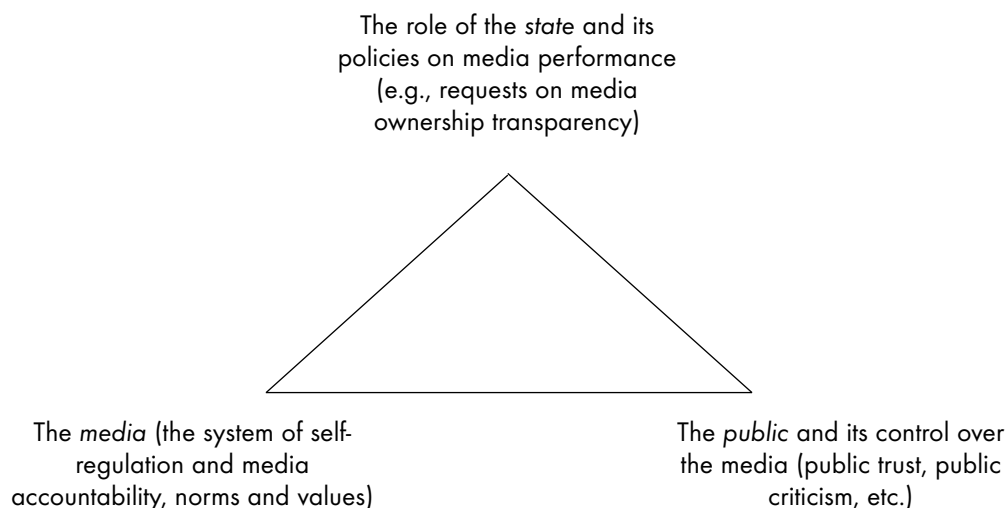 The role of the state and its
policies on media performance
(e.g., requests on media
ownership transparency)
The media (the system of self-
regulation and media
accountability, norms and values)
The public and its control over
the media (public trust, public
criticism, etc.)